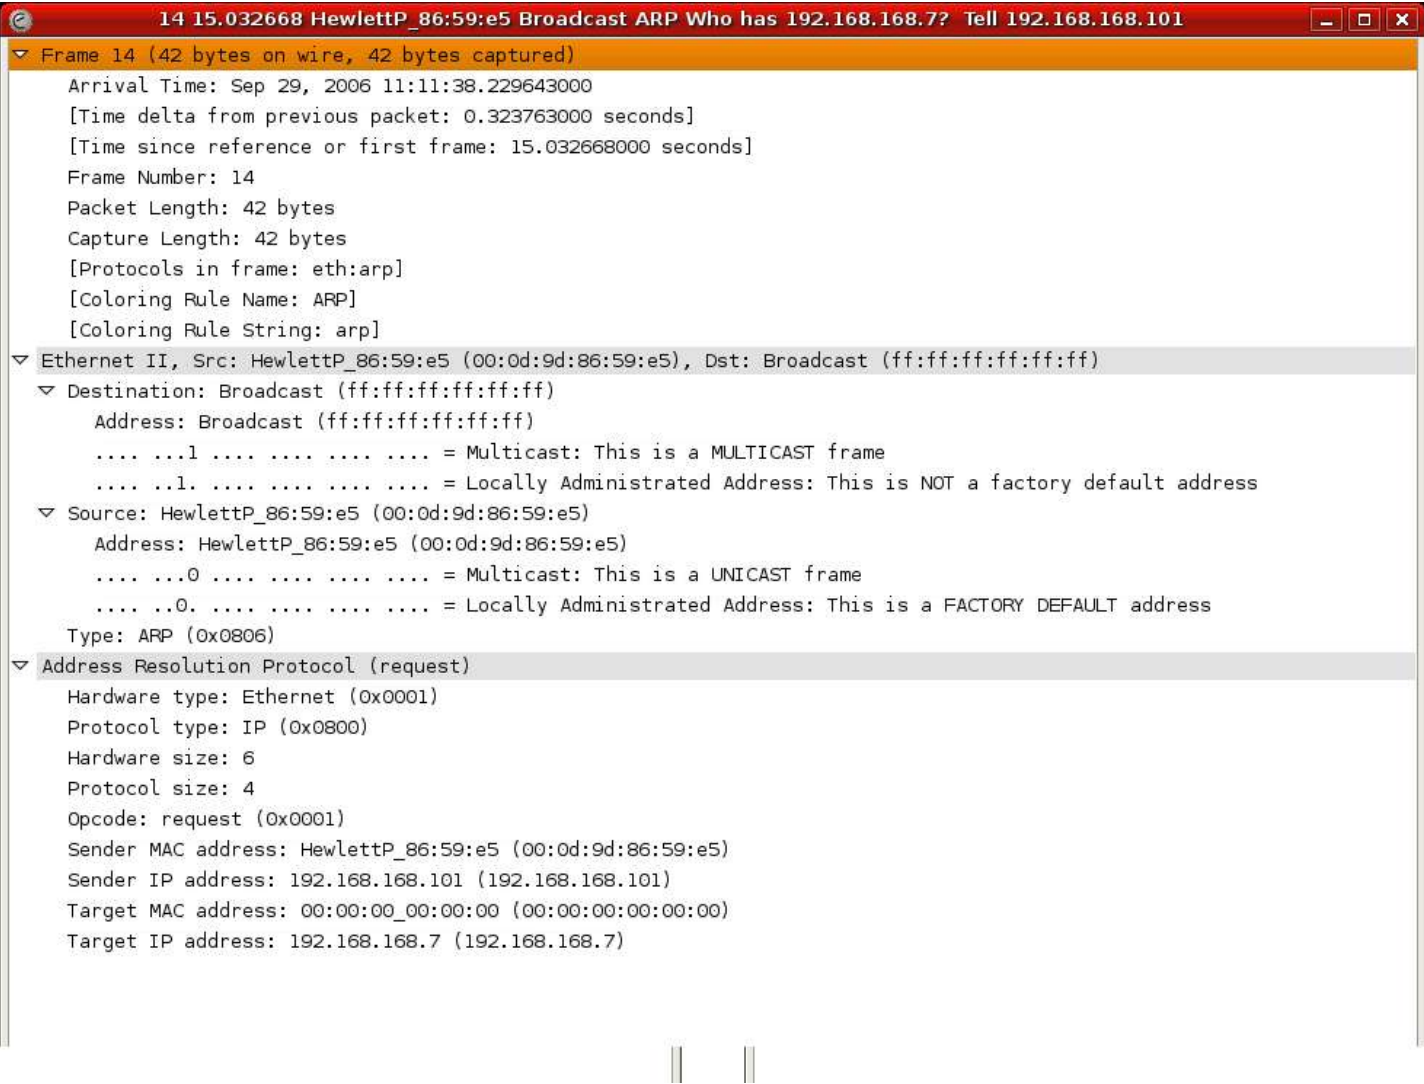 14 15.032668 HewlettP_86:59:e5 Broadcast ARP Who has 192.168.168.7?  Tell 192.168.168.101
Frame 14 (42 bytes on wire, 42 bytes captured)
Arrival Time: Sep 29, 2006 11:11:38.229643000
[Time delta from previous packet: 0.323763000 seconds]
[Time since reference or first frame: 15.032668000 seconds]
Frame Number: 14
Packet Length: 42 bytes
Capture Length: 42 bytes
[Protocols in frame: eth:arp]
[Coloring Rule Name: ARP]
[Coloring Rule String: arp]
Ethernet II, Src: HewlettP_86:59:e5 (00:0d:9d:86:59:e5), Dst: Broadcast (ff:ff:ff:ff:ff:ff)
Destination: Broadcast (ff:ff:ff:ff:ff:ff)
Address: Broadcast (ff:ff:ff:ff:ff:ff)
.... ...1 .... .... .... .... = Multicast: This is a MULTICAST frame
.... ..1. .... .... .... .... = Locally Administrated Address: This is NOT a factory default address
Source: HewlettP_86:59:e5 (00:0d:9d:86:59:e5)
Address: HewlettP_86:59:e5 (00:0d:9d:86:59:e5)
.... ...0 .... .... .... .... = Multicast: This is a UNICAST frame
.... ..0. .... .... .... .... = Locally Administrated Address: This is a FACTORY DEFAULT address
Type: ARP (0x0806)
Address Resolution Protocol (request)
Hardware type: Ethernet (0x0001)
Protocol type: IP (0x0800)
Hardware size: 6
Protocol size: 4
Opcode: request (0x0001)
Sender MAC address: HewlettP_86:59:e5 (00:0d:9d:86:59:e5)
Sender IP address: 192.168.168.101 (192.168.168.101)
Target MAC address: 00:00:00_00:00:00 (00:00:00:00:00:00)
Target IP address: 192.168.168.7 (192.168.168.7)